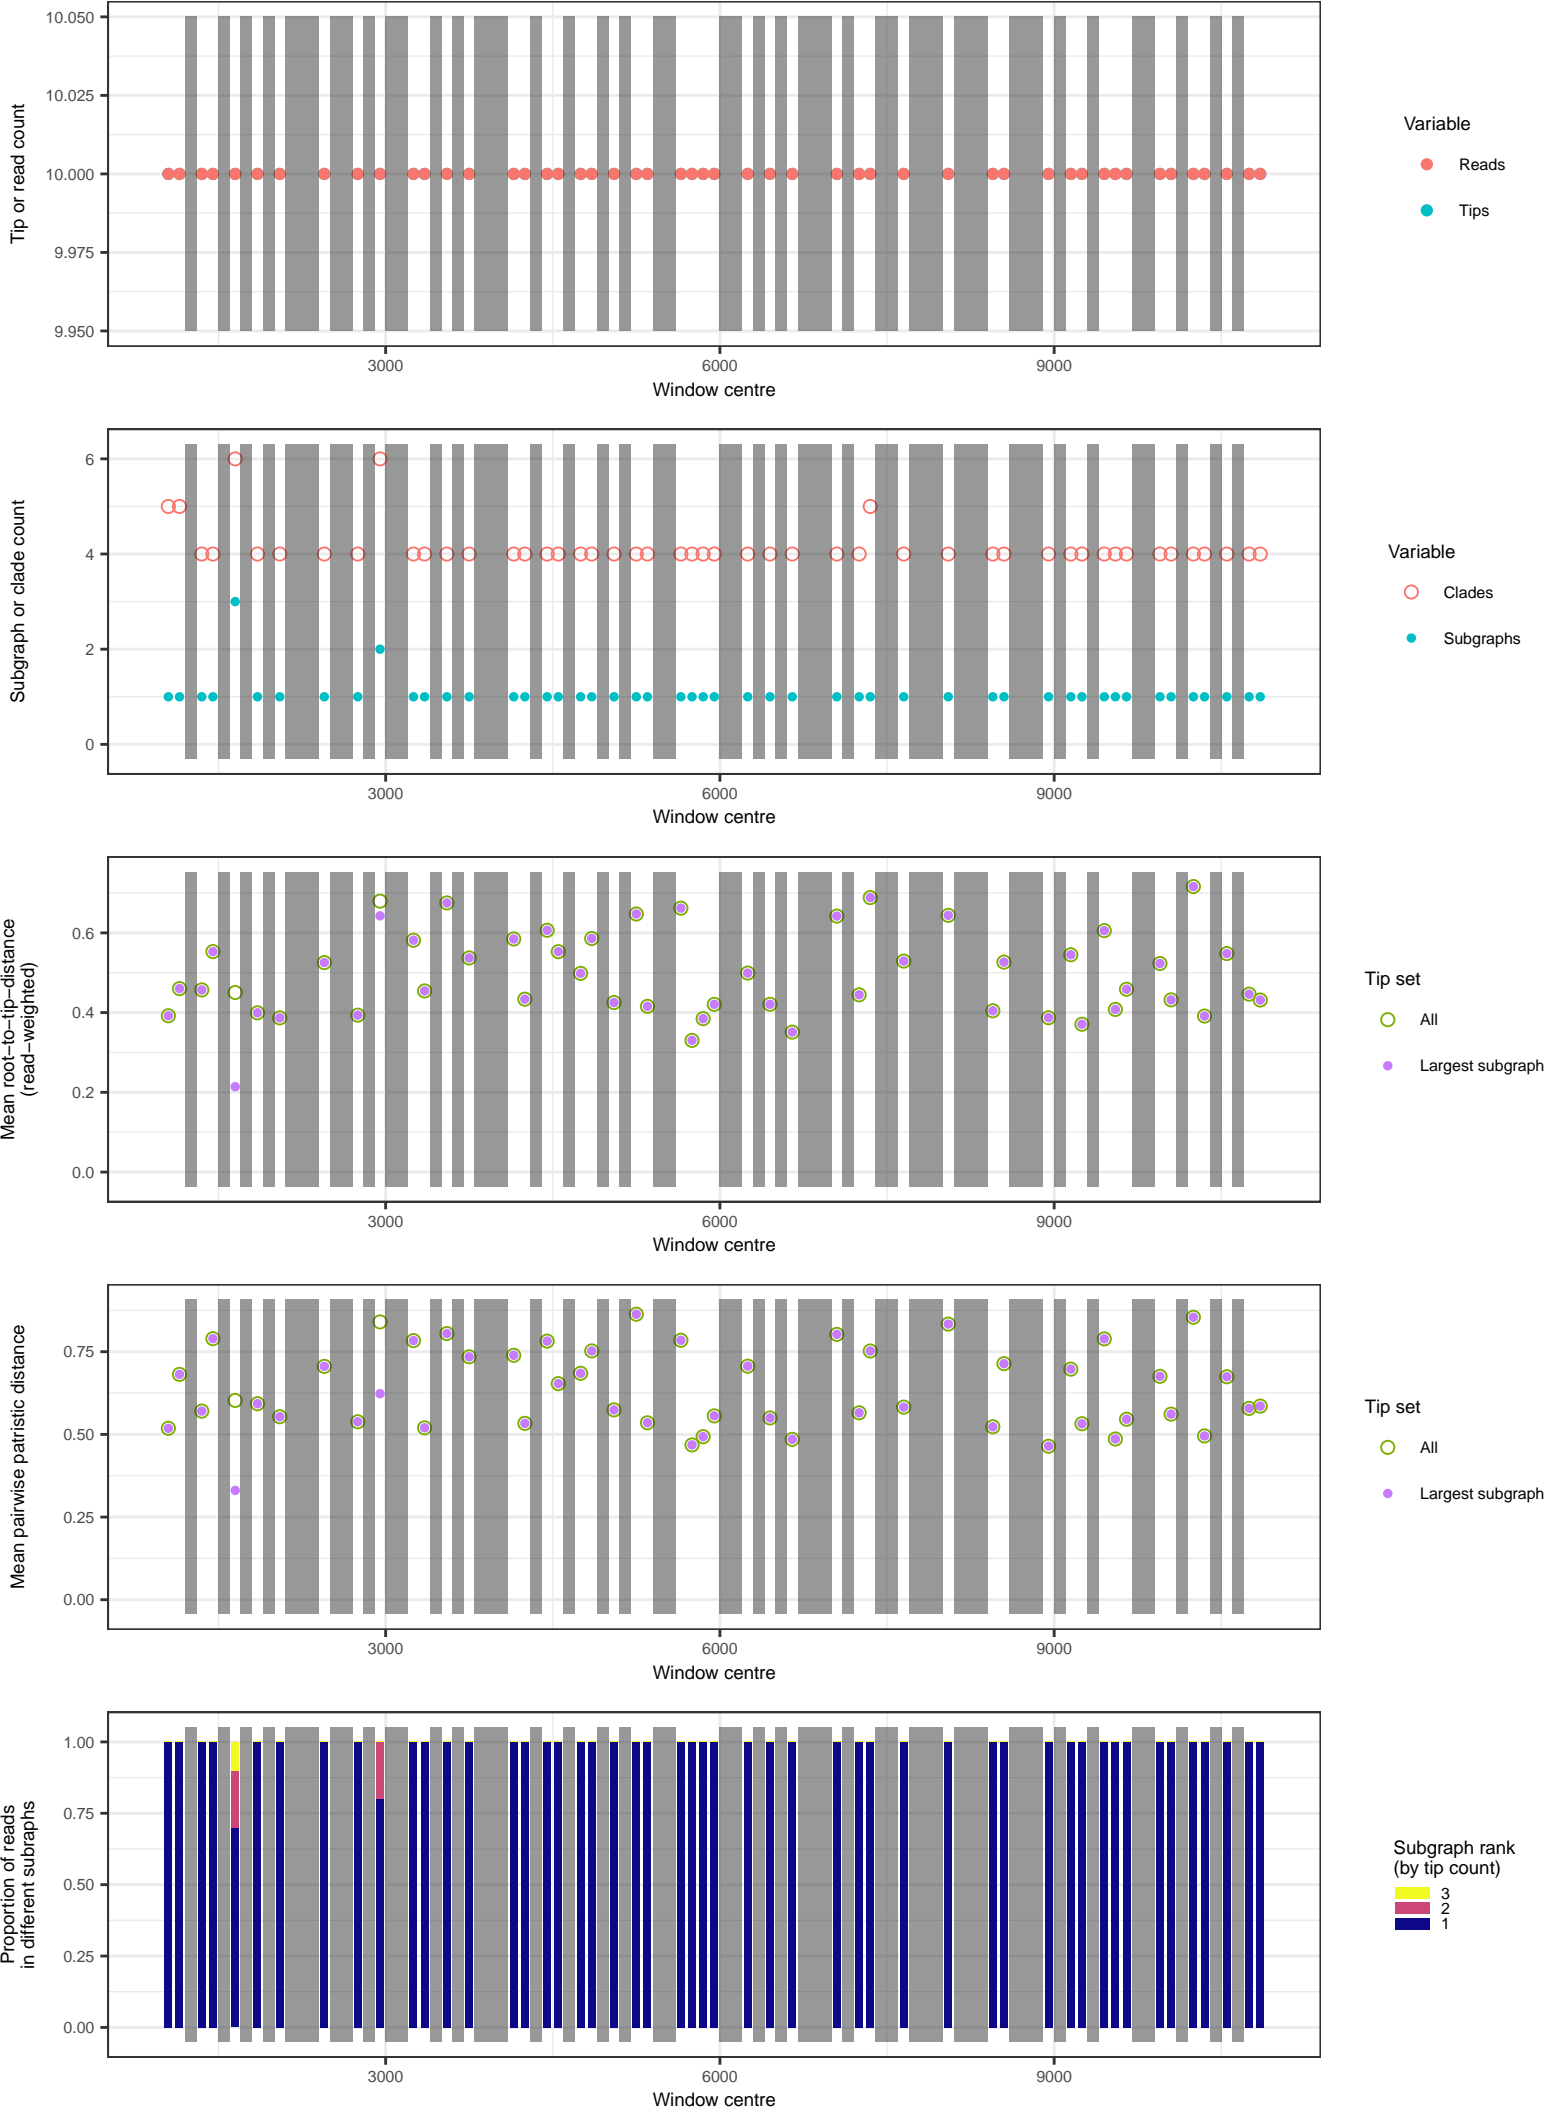 10.050
10.025
10.000
9.975
9.950
Tip or read count
3000
6000
9000
Window centre
Variable
Reads
Tips
6
4
2
0
Subgraph or clade count
3000
6000
9000
Window centre
Variable
Clades
Subgraphs
0.6
0.4
0.2
0.0
Mean root−to−tip−distance
(read−weighted)
3000
6000
9000
Window centre
Tip set
All
Largest subgraph
0.75
0.50
0.25
0.00
Mean pairwise patristic distance
3000
6000
9000
Window centre
Tip set
All
Largest subgraph
1.00
0.75
0.50
0.25
0.00
Proportion of reads
in different subraphs
3000
6000
9000
Window centre
Subgraph rank
(by tip count)
3
2
1